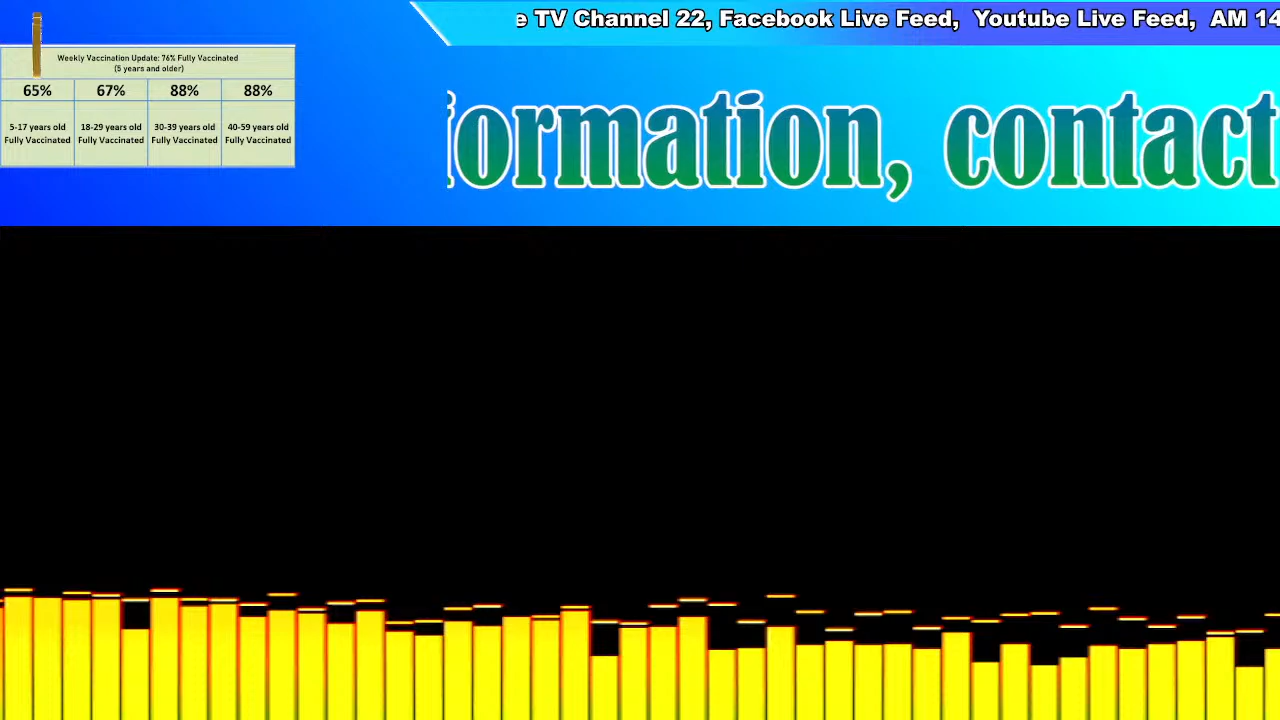 e TV Channel 22, Facebook Live Feed, Youtube Live Feed, AM 14
Weekly Vaccination Update: 76% Fully Vaccinated
(5 years and older)
65% 67% 88% 88%
5-17 years old 18-29 years old 30-39 years old 40-59 years old
Fully Vaccinated Fully Vaccinated Fully Vaccinated Fully Vaccinated
formation, contact